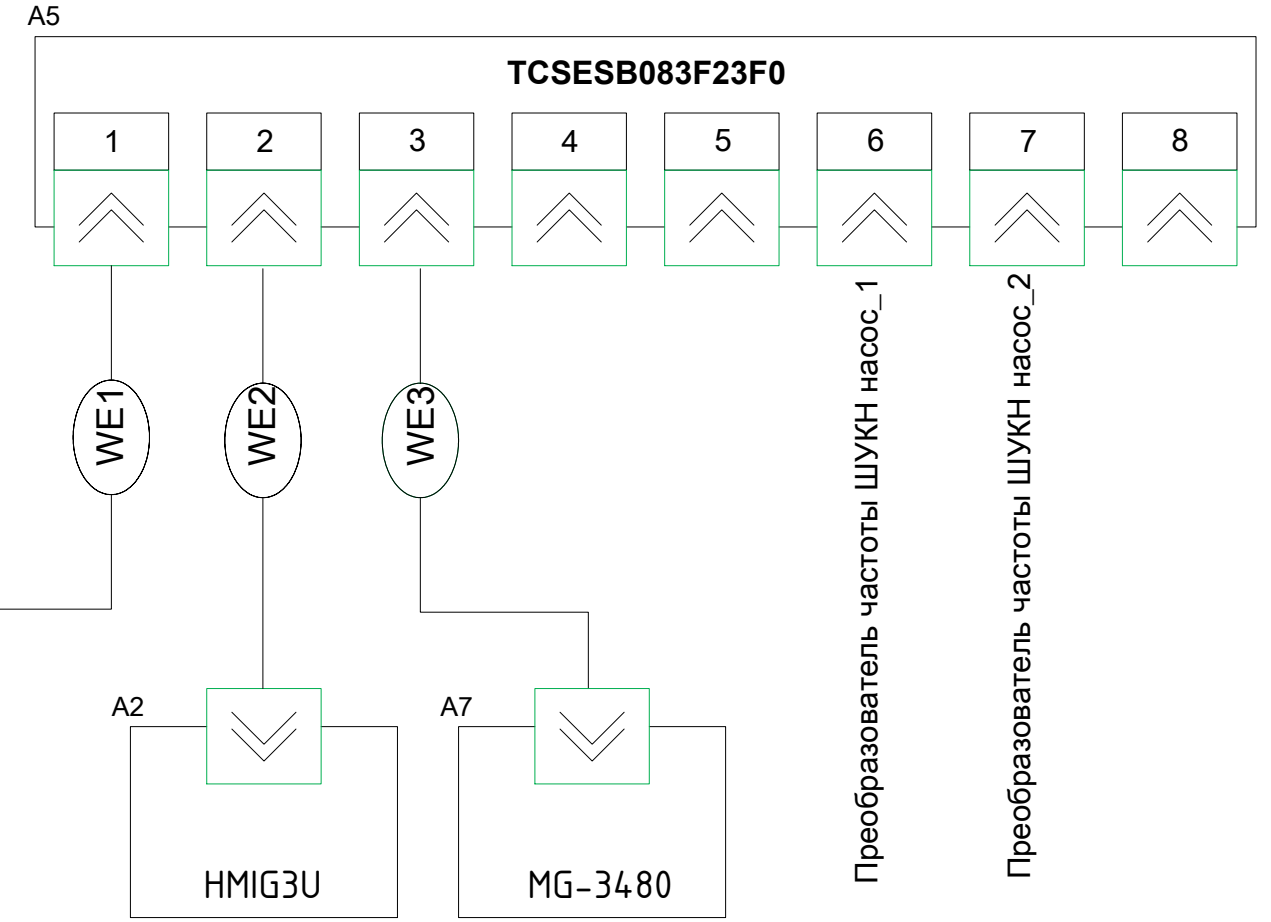 A5
TCSESB083F23F0
1 2 3 4 5 6 7 8
WE1
WE2
WE3
Преобразователь частоты ШУКН насос_1
Преобразователь частоты ШУКН насос_2
A2
HMIG3U
A7
MG-3480